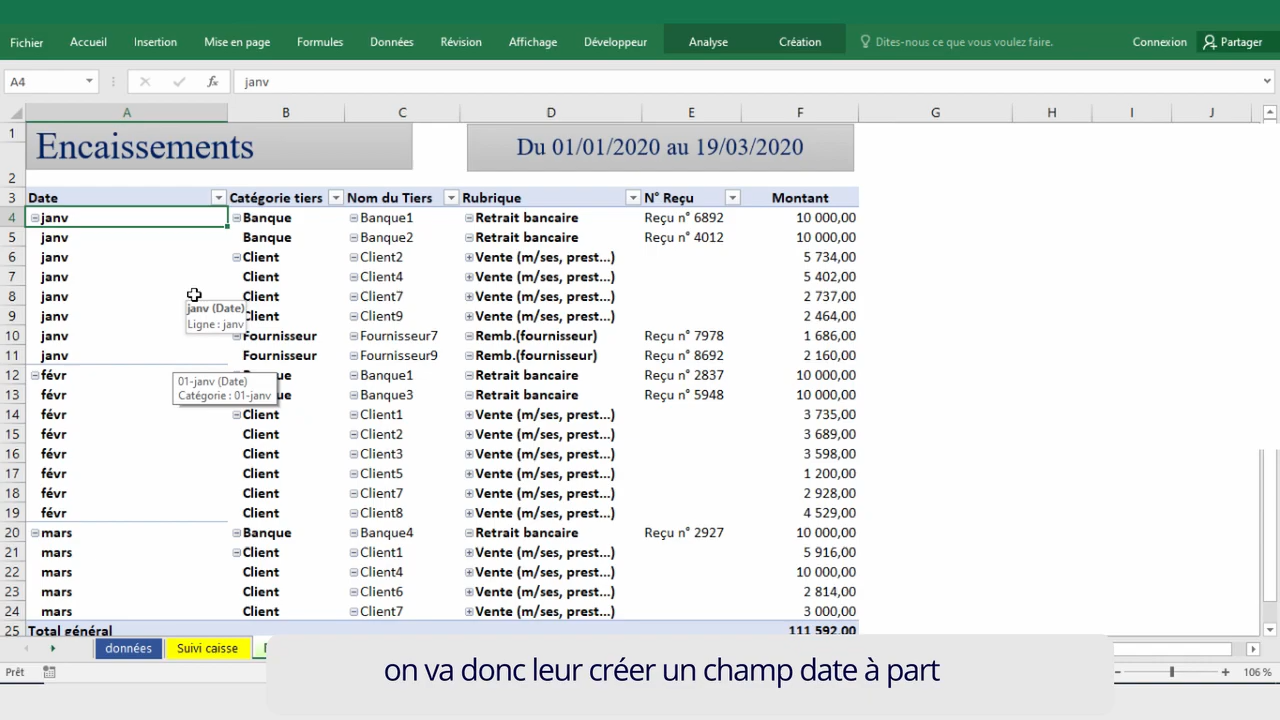 Fichier Accueil Insertion Mise en page Formules Données Révision Affichage Développeur Analyse Création Dites-nous ce que vous voulez faire. Connexion Partager
A4 fx janv
A B C D E F G H I J
1 Encaissements Du 01/01/2020 au 19/03/2020
2
3 Date Catégorie tiers Nom du Tiers Rubrique N° Reçu Montant
4 janv Banque Banque1 Retrait bancaire Reçu n° 6892 10 000,00
5 janv Banque Banque2 Retrait bancaire Reçu n° 4012 10 000,00
6 janv Client Client2 Vente (m/ses, prest...) 5 734,00
7 janv Client Client4 Vente (m/ses, prest...) 5 402,00
8 janv Client Client7 Vente (m/ses, prest...) 2 737,00
janv (Date)
9 janv Client Client9 Vente (m/ses, prest...) 2 464,00
Ligne : janv
10 janv Fournisseur Fournisseur7 Remb.(fournisseur) Reçu n° 7978 1 686,00
11 janv Fournisseur Fournisseur9 Remb.(fournisseur) Reçu n° 8692 2 160,00
12 févr Banque1 Retrait bancaire Reçu n° 2837 10 000,00
01-janv (Date)
13 févr Banque3 Retrait bancaire Reçu n° 5948 10 000,00
Catégorie : 01-janv
14 févr Client Client1 Vente (m/ses, prest...) 3 735,00
15 févr Client Client2 Vente (m/ses, prest...) 3 689,00
16 févr Client Client3 Vente (m/ses, prest...) 3 598,00
17 févr Client Client5 Vente (m/ses, prest...) 1 200,00
18 févr Client Client7 Vente (m/ses, prest...) 2 928,00
19 févr Client Client8 Vente (m/ses, prest...) 4 529,00
20 mars Banque Banque4 Retrait bancaire Reçu n° 2927 10 000,00
21 mars Client Client1 Vente (m/ses, prest...) 5 916,00
22 mars Client Client4 Vente (m/ses, prest...) 10 000,00
23 mars Client Client6 Vente (m/ses, prest...) 2 814,00
24 mars Client Client7 Vente (m/ses, prest...) 3 000,00
25 Total général 111 592,00
données Suivi caisse
Prêt 106 %
on va donc leur créer un champ date à part